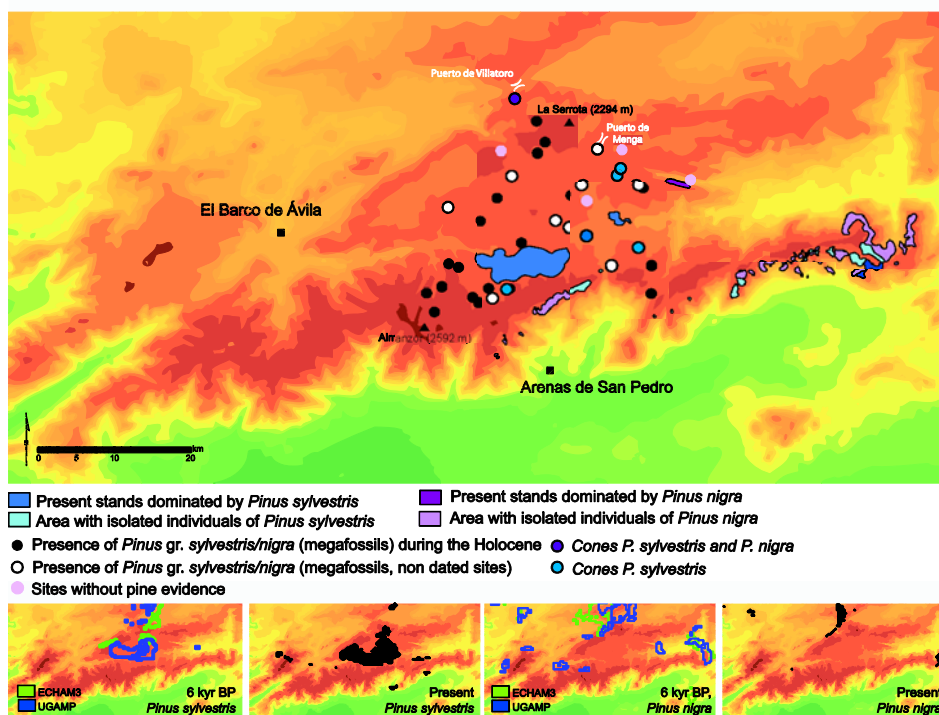 Puerto de Villatoro
La Serrota (2294 m)
Puerto de
Menga
El Barco de Ávila
(2592 m)
Arenas de San Pedro
km
0 5 10 20
Present stands dominated by Pinus sylvestris
Area with isolated individuals of Pinus sylvestris
Present stands dominated by Pinus nigra
Area with isolated individuals of Pinus nigra
Presence of Pinus gr. sylvestris/nigra (megafossils) during the Holocene
Cones P. sylvestris and P. nigra
Presence of Pinus gr. sylvestris/nigra (megafossils, non dated sites)
Cones P. sylvestris
Sites without pine evidence
ECHAM3
UGAMP
6 kyr BP
Pinus sylvestris
Present
Pinus sylvestris
ECHAM3
UGAMP
6 kyr BP,
Pinus nigra
Present
Pinus nigra